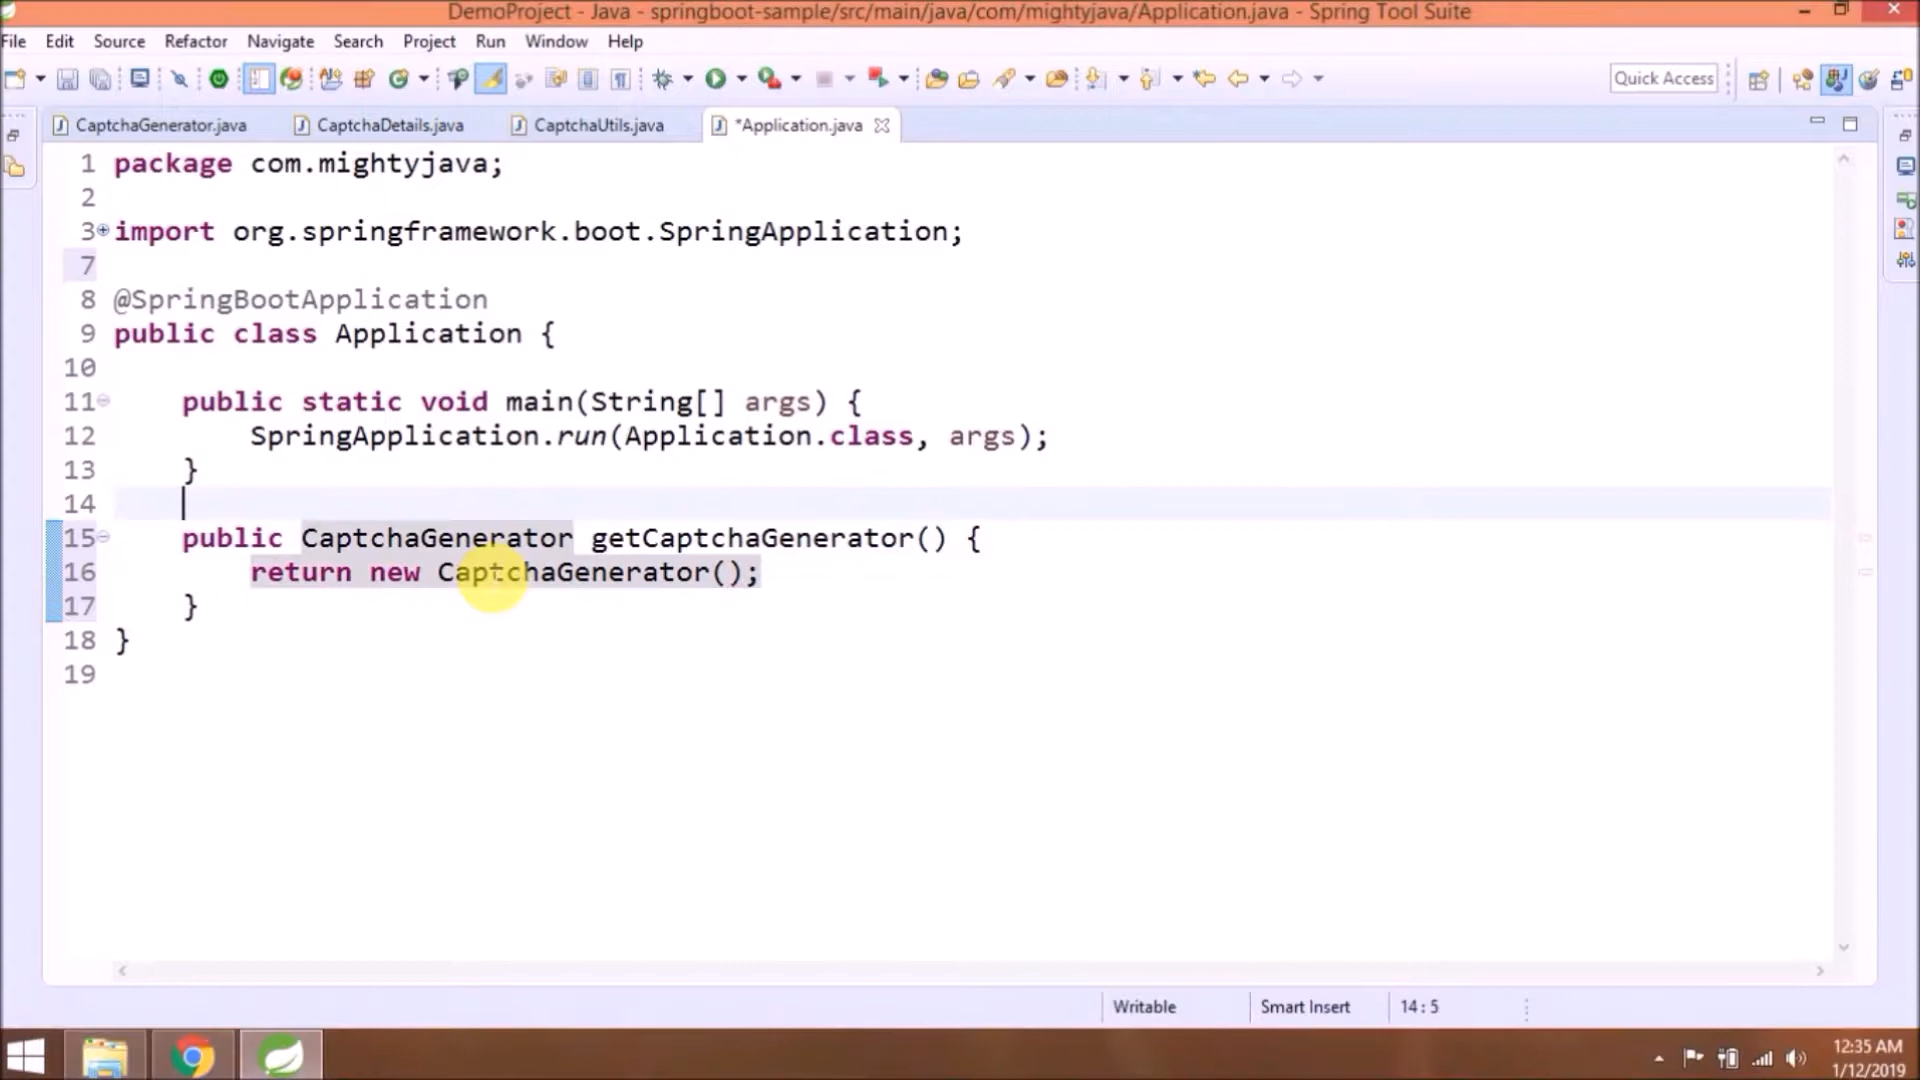 DemoProject - Java - springboot-sample/src/main/java/com/mightyjava/Application.java - Spring Tool Suite
File Edit Source Refactor Navigate Search Project Run Window Help
Quick Access
CaptchaGenerator.java CaptchaDetails.java CaptchaUtils.java *Application.java
1 package com.mightyjava;
2
3 import org.springframework.boot.SpringApplication;
7
8 @SpringBootApplication
9 public class Application {
10
11 public static void main(String[] args) {
12 SpringApplication.run(Application.class, args);
13 }
14
15 public CaptchaGenerator getCaptchaGenerator() {
16 return new CaptchaGenerator();
17 }
18 }
19
Writable Smart Insert 14 : 5
12:35 AM
1/12/2019